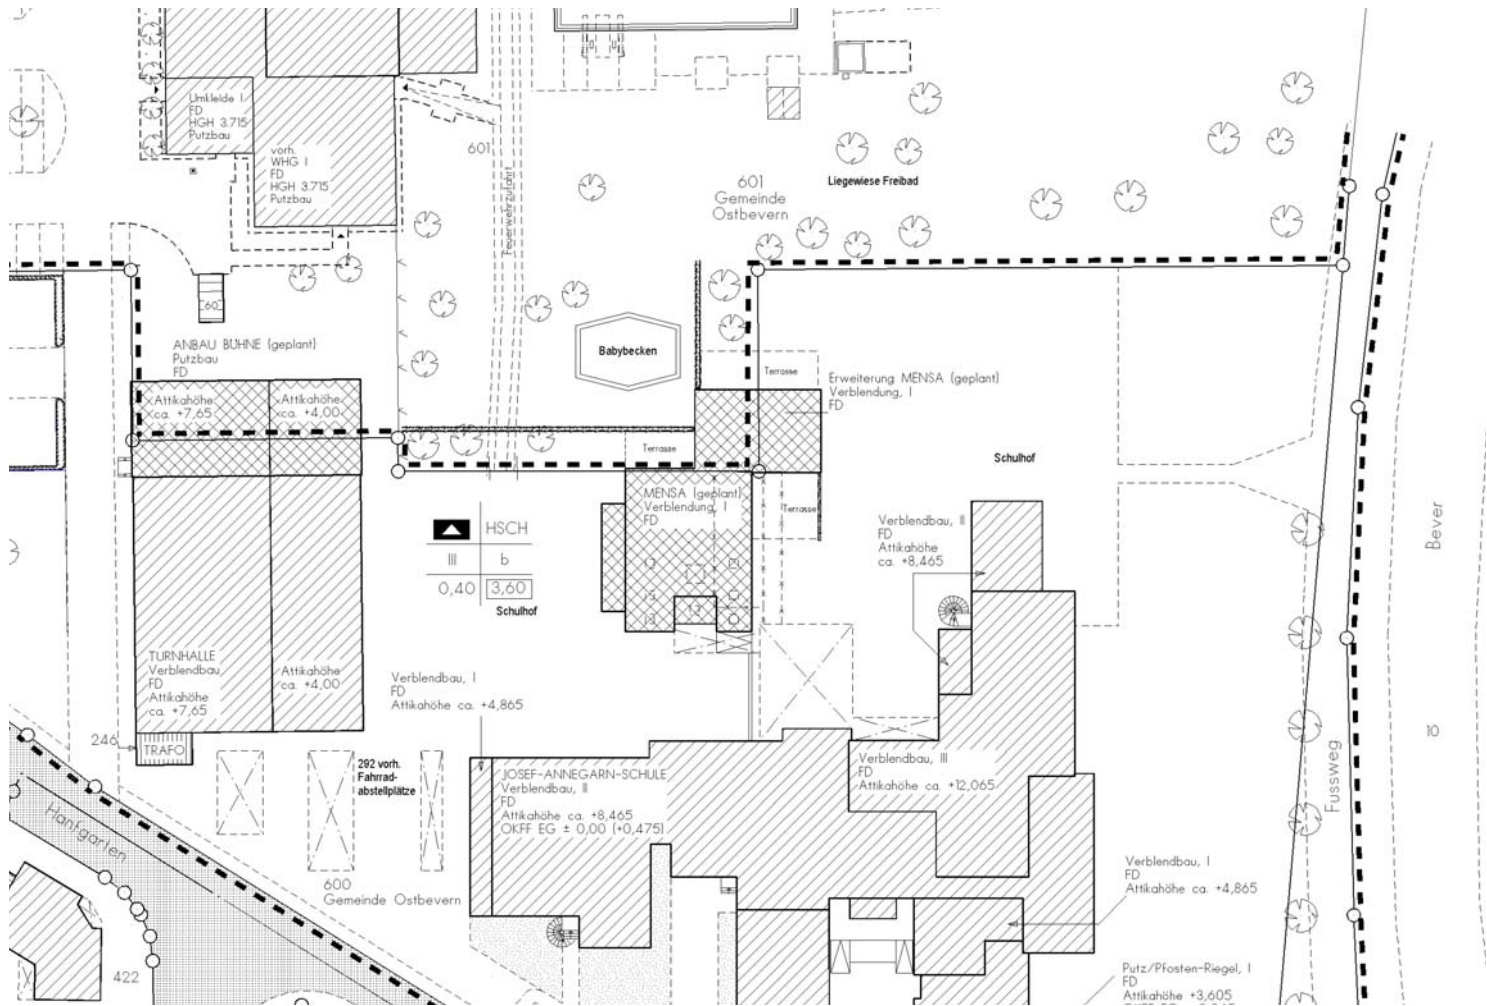 Umkleide I
FD
HGH 3.715
Putzbau
vorh.
WHG I
FD
HGH 3.715
Putzbau
601
Feuerwehrzufahrt
601
Gemeinde
Ostbevern
Liegewiese Freibad
60
ANBAU BÜHNE (geplant)
Putzbau
FD
Attikahöhe
ca. +7,65
Attikahöhe
ca. +4,00
Babybecken
Terrasse
Erweiterung MENSA (geplant)
Verblendung, I
FD
Terrasse
Schulhof
MENSA (geplant)
Verblendung, I
FD
Terrasse
HSCH
III
b
0,40
3,60
Schulhof
Verblendbau, II
FD
Attikahöhe
ca. +8,465
Bever
10
Fussweg
TURNHALLE
Verblendbau,
FD
Attikahöhe
ca. +7,65
Attikahöhe
ca. +4,00
Verblendbau, I
FD
Attikahöhe ca. +4,865
246
TRAFO
292 vorh.
Fahrrad-
abstellplätze
JOSEF-ANNEGARN-SCHULE
Verblendbau, II
FD
Attikahöhe ca. +8,465
OKFF EG ± 0,00 (+0,475)
Verblendbau, III
FD
Attikahöhe ca. +12,065
Hanfgarten
600
Gemeinde Ostbevern
Verblendbau, I
FD
Attikahöhe ca. +4,865
422
Putz/Pfosten-Riegel, I
FD
Attikahöhe +3,605